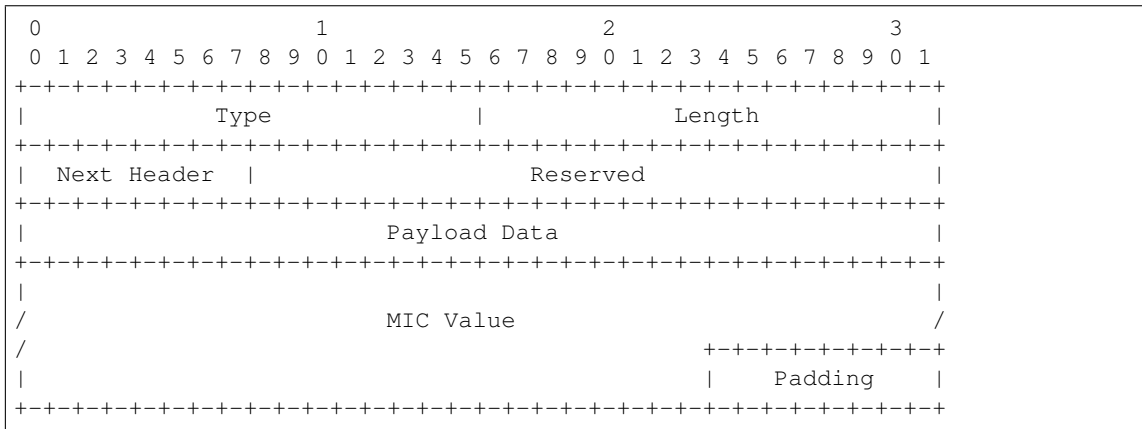 0                   1                   2                   3
 0 1 2 3 4 5 6 7 8 9 0 1 2 3 4 5 6 7 8 9 0 1 2 3 4 5 6 7 8 9 0 1
+-+-+-+-+-+-+-+-+-+-+-+-+-+-+-+-+-+-+-+-+-+-+-+-+-+-+-+-+-+-+-+-+
|             Type              |             Length            |
+-+-+-+-+-+-+-+-+-+-+-+-+-+-+-+-+-+-+-+-+-+-+-+-+-+-+-+-+-+-+-+-+
|  Next Header  |                   Reserved                    |
+-+-+-+-+-+-+-+-+-+-+-+-+-+-+-+-+-+-+-+-+-+-+-+-+-+-+-+-+-+-+-+-+
|                         Payload Data                          |
+-+-+-+-+-+-+-+-+-+-+-+-+-+-+-+-+-+-+-+-+-+-+-+-+-+-+-+-+-+-+-+-+
|                                                               |
/                         MIC Value                             /
/                                               +-+-+-+-+-+-+-+-+
|                                               |    Padding    |
+-+-+-+-+-+-+-+-+-+-+-+-+-+-+-+-+-+-+-+-+-+-+-+-+-+-+-+-+-+-+-+-+